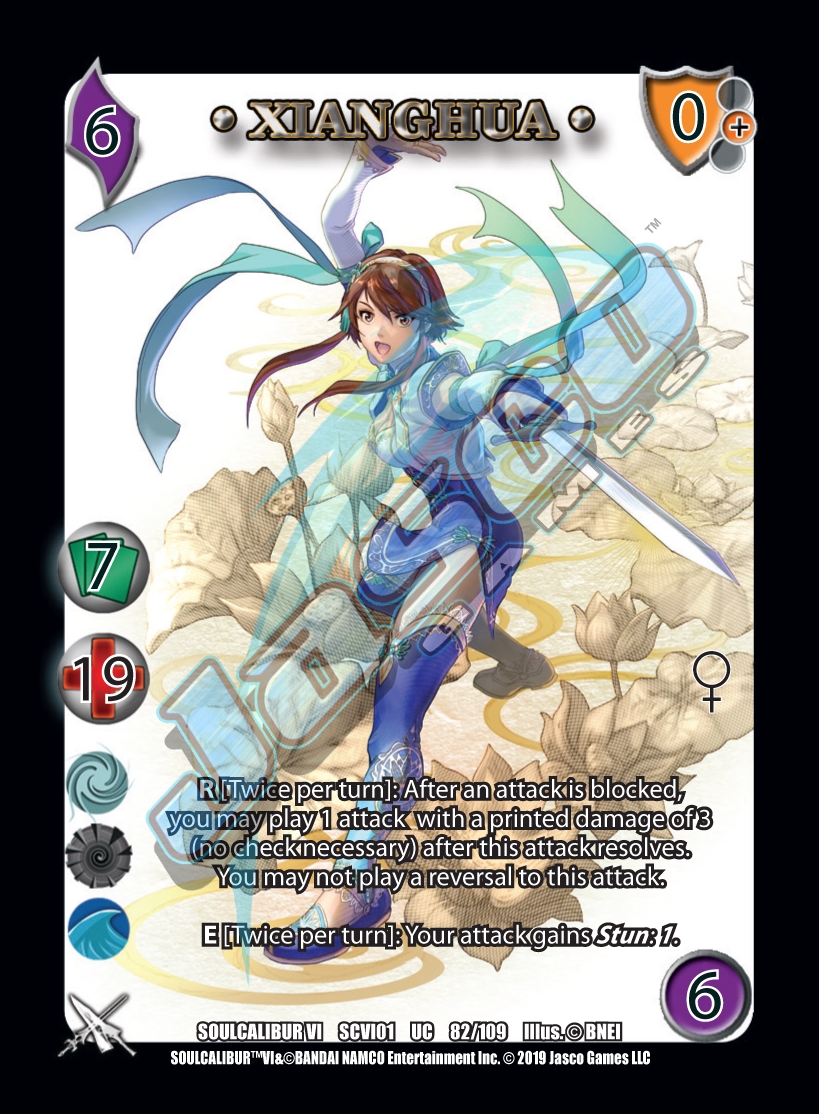 6
• XIANGHUA •
0
+
TM
JASCO
GAMES
7
19
R [Twice per turn]: After an attack is blocked,
you may play 1 attack with a printed damage of 3
(no check necessary) after this attack resolves.
You may not play a reversal to this attack.
E [Twice per turn]: Your attack gains Stun: 1.
6
SOULCALIBUR VI SCVI01 UC 82/109 Illus. © BNEI
SOULCALIBUR™VI&©BANDAI NAMCO Entertainment Inc. © 2019 Jasco Games LLC